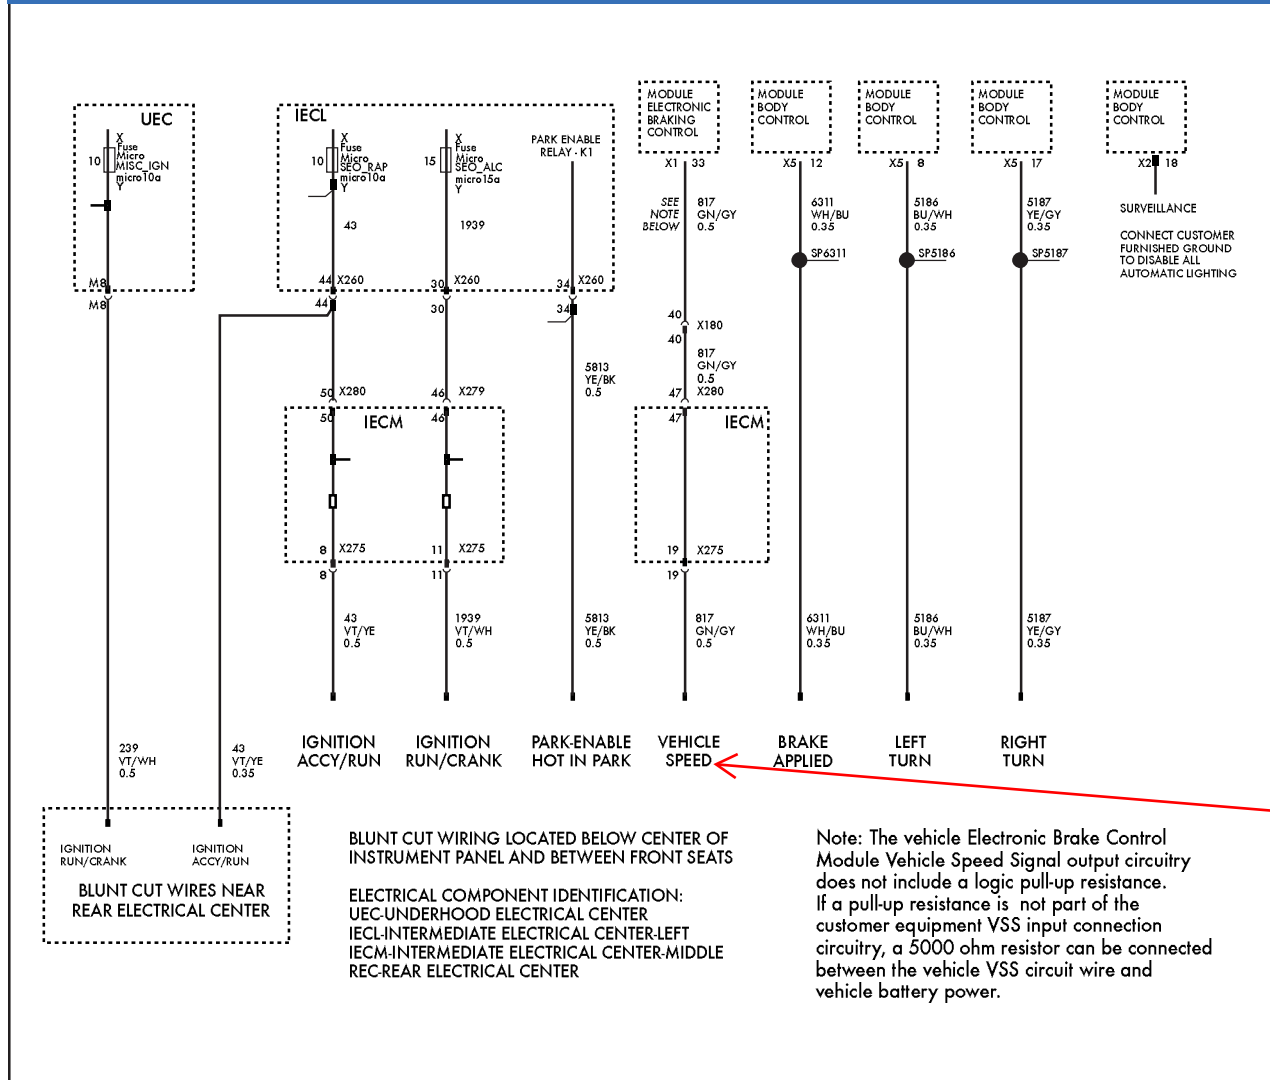 UEC
X
Fuse
Micro
MISC_IGN
micro10a
Y
10
M8
M8
IECL
X
Fuse
Micro
SEO_RAP
micro10a
Y
10
43
44 X260
44
X
Fuse
Micro
SEO_ALC
micro15a
Y
15
1939
30 X260
30
PARK ENABLE
RELAY - K1
34 X260
34
MODULE
ELECTRONIC
BRAKING
CONTROL
X1 33
SEE
NOTE
BELOW
817
GN/GY
0.5
40
X180
40
817
GN/GY
0.5
47 X280
47
MODULE
BODY
CONTROL
X5 12
6311
WH/BU
0.35
SP6311
MODULE
BODY
CONTROL
X5 8
5186
BU/WH
0.35
SP5186
MODULE
BODY
CONTROL
X5 17
5187
YE/GY
0.35
SP5187
MODULE
BODY
CONTROL
X2 18
SURVEILLANCE
CONNECT CUSTOMER
FURNISHED GROUND
TO DISABLE ALL
AUTOMATIC LIGHTING
5813
YE/BK
0.5
50 X280
50
46 X279
46
IECM
IECM
8 X275
8
11 X275
11
19 X275
19
43
VT/YE
0.5
1939
VT/WH
0.5
5813
YE/BK
0.5
817
GN/GY
0.5
6311
WH/BU
0.35
5186
BU/WH
0.35
5187
YE/GY
0.35
IGNITION
ACCY/RUN
IGNITION
RUN/CRANK
PARK-ENABLE
HOT IN PARK
VEHICLE
SPEED
BRAKE
APPLIED
LEFT
TURN
RIGHT
TURN
239
VT/WH
0.5
43
VT/YE
0.35
IGNITION
RUN/CRANK
IGNITION
ACCY/RUN
BLUNT CUT WIRES NEAR
REAR ELECTRICAL CENTER
BLUNT CUT WIRING LOCATED BELOW CENTER OF
INSTRUMENT PANEL AND BETWEEN FRONT SEATS
ELECTRICAL COMPONENT IDENTIFICATION:
UEC-UNDERHOOD ELECTRICAL CENTER
IECL-INTERMEDIATE ELECTRICAL CENTER-LEFT
IECM-INTERMEDIATE ELECTRICAL CENTER-MIDDLE
REC-REAR ELECTRICAL CENTER
Note: The vehicle Electronic Brake Control
Module Vehicle Speed Signal output circuitry
does not include a logic pull-up resistance.
If a pull-up resistance is not part of the
customer equipment VSS input connection
circuitry, a 5000 ohm resistor can be connected
between the vehicle VSS circuit wire and
vehicle battery power.